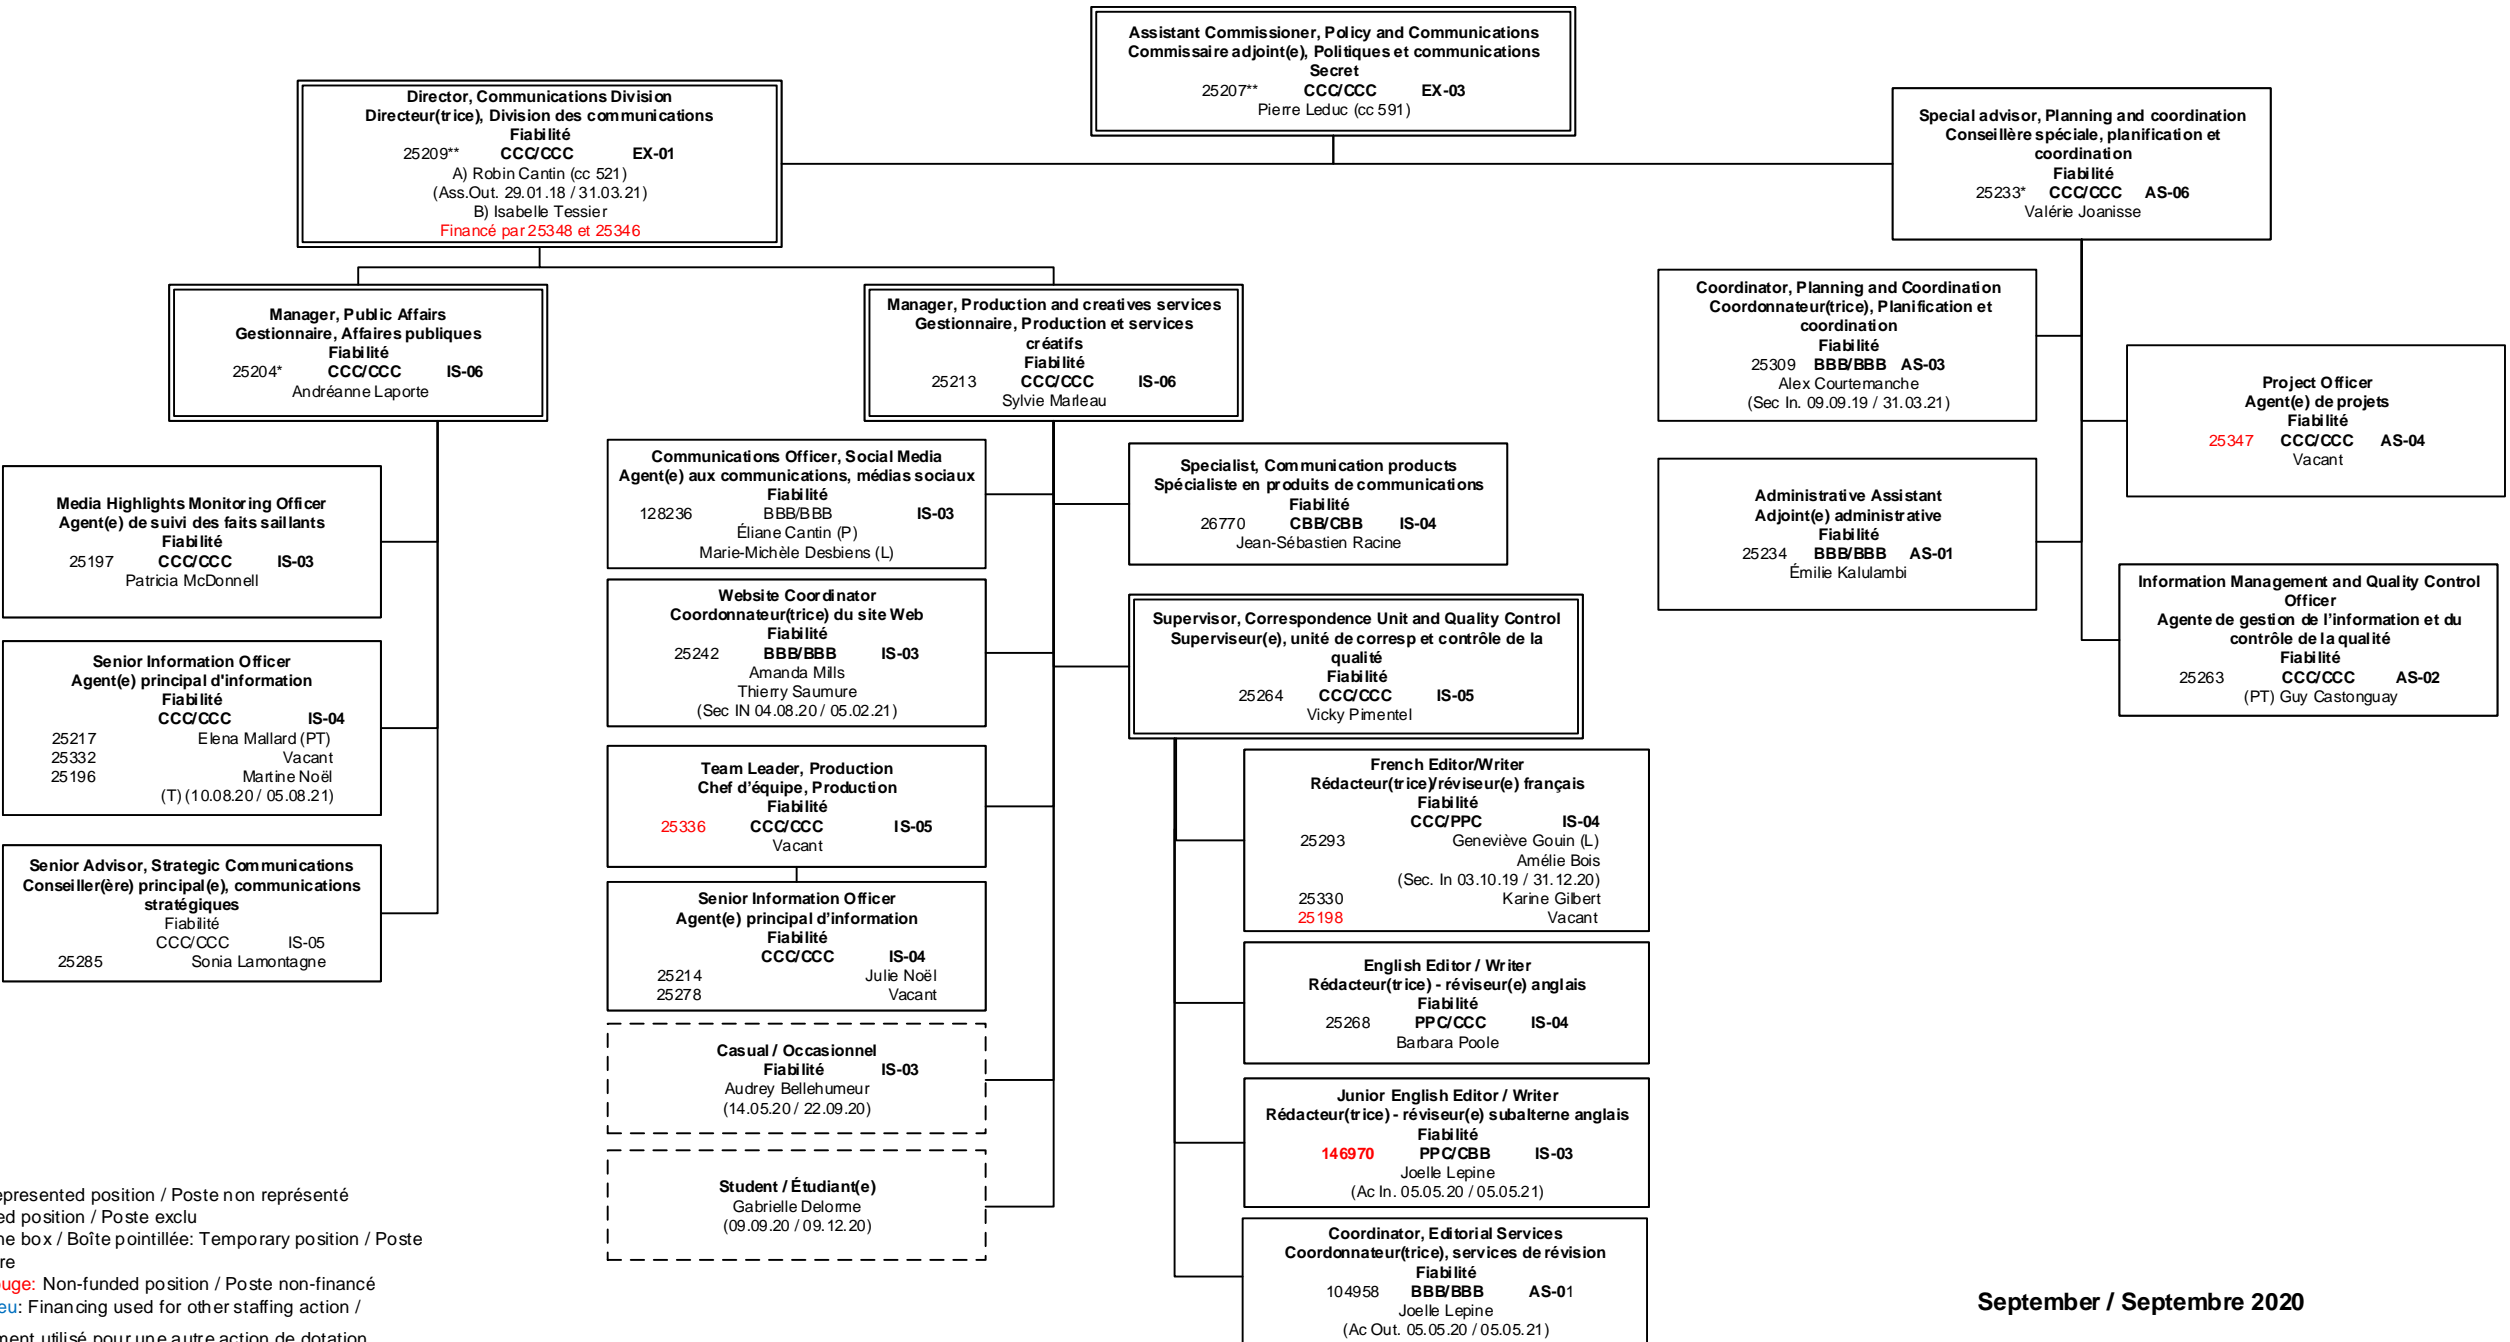 Assistant Commissioner, Policy and Communications
Commissaire adjoint(e), Politiques et communications
Secret
25207** CCC/CCC EX-03
Pierre Leduc (cc 591)
Director, Communications Division
Directeur(trice), Division des communications
Fiabilité
25209** CCC/CCC EX-01
A) Robin Cantin (cc 521)
(Ass.Out. 29.01.18 / 31.03.21)
B) Isabelle Tessier
Financé par 25348 et 25346
Special advisor, Planning and coordination
Conseillère spéciale, planification et
coordination
Fiabilité
25233* CCC/CCC AS-06
Valérie Joanisse
Manager, Public Affairs
Gestionnaire, Affaires publiques
Fiabilité
25204* CCC/CCC IS-06
Andréanne Laporte
Manager, Production and creatives services
Gestionnaire, Production et services
créatifs
Fiabilité
25213 CCC/CCC IS-06
Sylvie Marleau
Coordinator, Planning and Coordination
Coordonnateur(trice), Planification et
coordination
Fiabilité
25309 BBB/BBB AS-03
Alex Courtemanche
(Sec In. 09.09.19 / 31.03.21)
Project Officer
Agent(e) de projets
Fiabilité
25347 CCC/CCC AS-04
Vacant
Administrative Assistant
Adjoint(e) administrative
Fiabilité
25234 BBB/BBB AS-01
Émilie Kalulambi
Information Management and Quality Control
Officer
Agente de gestion de l'information et du
contrôle de la qualité
Fiabilité
25263 CCC/CCC AS-02
(PT) Guy Castonguay
Media Highlights Monitoring Officer
Agent(e) de suivi des faits saillants
Fiabilité
25197 CCC/CCC IS-03
Patricia McDonnell
Senior Information Officer
Agent(e) principal d'information
Fiabilité
CCC/CCC IS-04
25217 Elena Mallard (PT)
25332 Vacant
25196 Martine Noël
(T) (10.08.20 / 05.08.21)
Senior Advisor, Strategic Communications
Conseiller(ère) principal(e), communications
stratégiques
Fiabilité
CCC/CCC IS-05
25285 Sonia Lamontagne
Communications Officer, Social Media
Agent(e) aux communications, médias sociaux
Fiabilité
128236 BBB/BBB IS-03
Éliane Cantin (P)
Marie-Michèle Desbiens (L)
Website Coordinator
Coordonnateur(trice) du site Web
Fiabilité
25242 BBB/BBB IS-03
Amanda Mills
Thierry Saumure
(Sec IN 04.08.20 / 05.02.21)
Team Leader, Production
Chef d'équipe, Production
Fiabilité
25336 CCC/CCC IS-05
Vacant
Senior Information Officer
Agent(e) principal d'information
Fiabilité
CCC/CCC IS-04
25214 Julie Noël
25278 Vacant
Casual / Occasionnel
Fiabilité IS-03
Audrey Bellehumeur
(14.05.20 / 22.09.20)
Student / Étudiant(e)
Gabrielle Delorme
(09.09.20 / 09.12.20)
Specialist, Communication products
Spécialiste en produits de communications
Fiabilité
26770 CBB/CBB IS-04
Jean-Sébastien Racine
Supervisor, Correspondence Unit and Quality Control
Superviseur(e), unité de corresp et contrôle de la
qualité
Fiabilité
25264 CCC/CCC IS-05
Vicky Pimentel
French Editor/Writer
Rédacteur(trice)/réviseur(e) français
Fiabilité
CCC/PPC IS-04
25293 Geneviève Gouin (L)
Amélie Bois
(Sec. In 03.10.19 / 31.12.20)
25330 Karine Gilbert
25198 Vacant
English Editor / Writer
Rédacteur(trice) - réviseur(e) anglais
Fiabilité
25268 PPC/CCC IS-04
Barbara Poole
Junior English Editor / Writer
Rédacteur(trice) - réviseur(e) subalterne anglais
Fiabilité
146970 PPC/CBB IS-03
Joelle Lepine
(Ac In. 05.05.20 / 05.05.21)
Coordinator, Editorial Services
Coordonnateur(trice), services de révision
Fiabilité
104958 BBB/BBB AS-01
Joelle Lepine
(Ac Out. 05.05.20 / 05.05.21)
epresented position / Poste non représenté
ed position / Poste exclu
ne box / Boîte pointillée: Temporary position / Poste
re
uge: Non-funded position / Poste non-financé
eu: Financing used for other staffing action /
ment utilisé pour une autre action de dotation
September / Septembre 2020